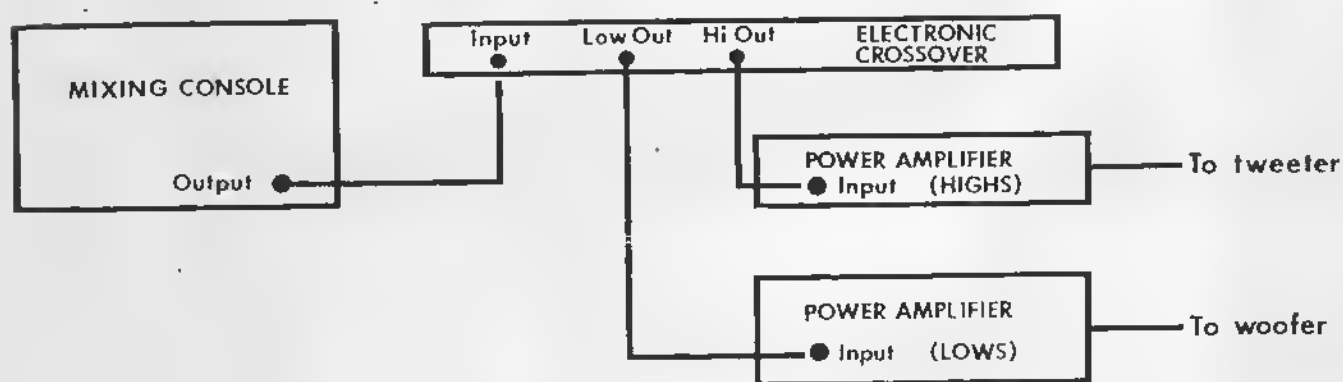 MIXING CONSOLE
Output
Input
Low Out
Hi Out
ELECTRONIC
CROSSOVER
POWER AMPLIFIER
Input (HIGHS)
To tweeter
POWER AMPLIFIER
Input (LOWS)
To woofer